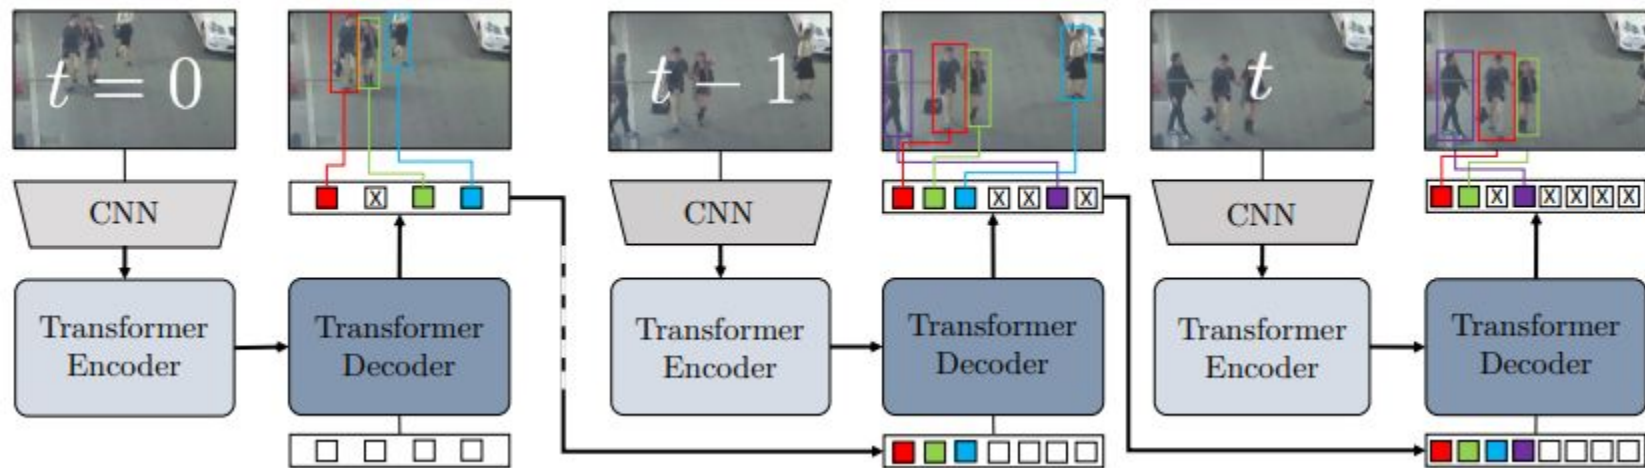 t = 0
t − 1
t
CNN
CNN
CNN
X
X X X
X X X X X
Transformer
Encoder
Transformer
Decoder
Transformer
Encoder
Transformer
Decoder
Transformer
Encoder
Transformer
Decoder